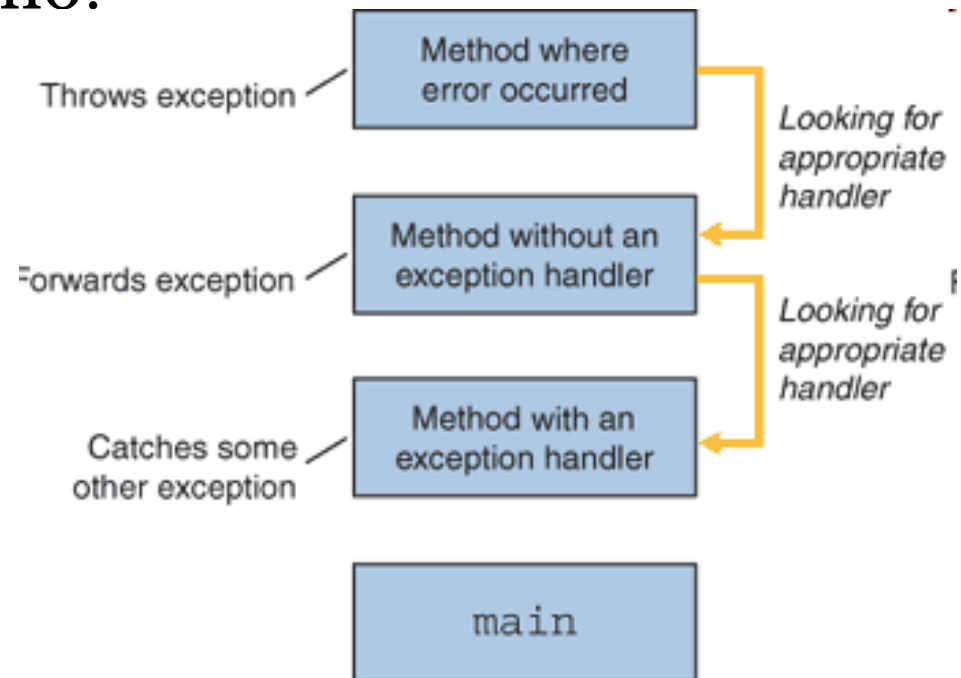 Method where
error occurred
Throws exception
Looking for
appropriate
handler
Method without an
exception handler
Forwards exception
Looking for
appropriate
handler
Method with an
exception handler
Catches some
other exception
main